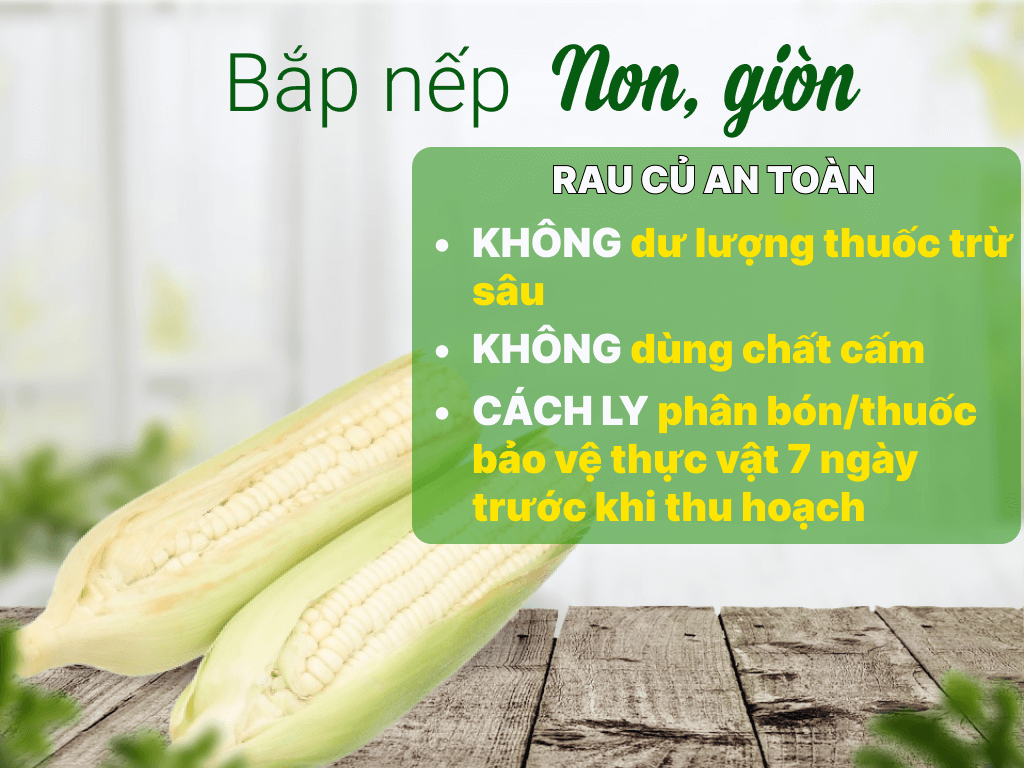 Bắp nếp Non, giòn
RAU CỦ AN TOÀN
• KHÔNG dư lượng thuốc trừ
sâu
• KHÔNG dùng chất cấm
• CÁCH LY phân bón/thuốc
bảo vệ thực vật 7 ngày
trước khi thu hoạch